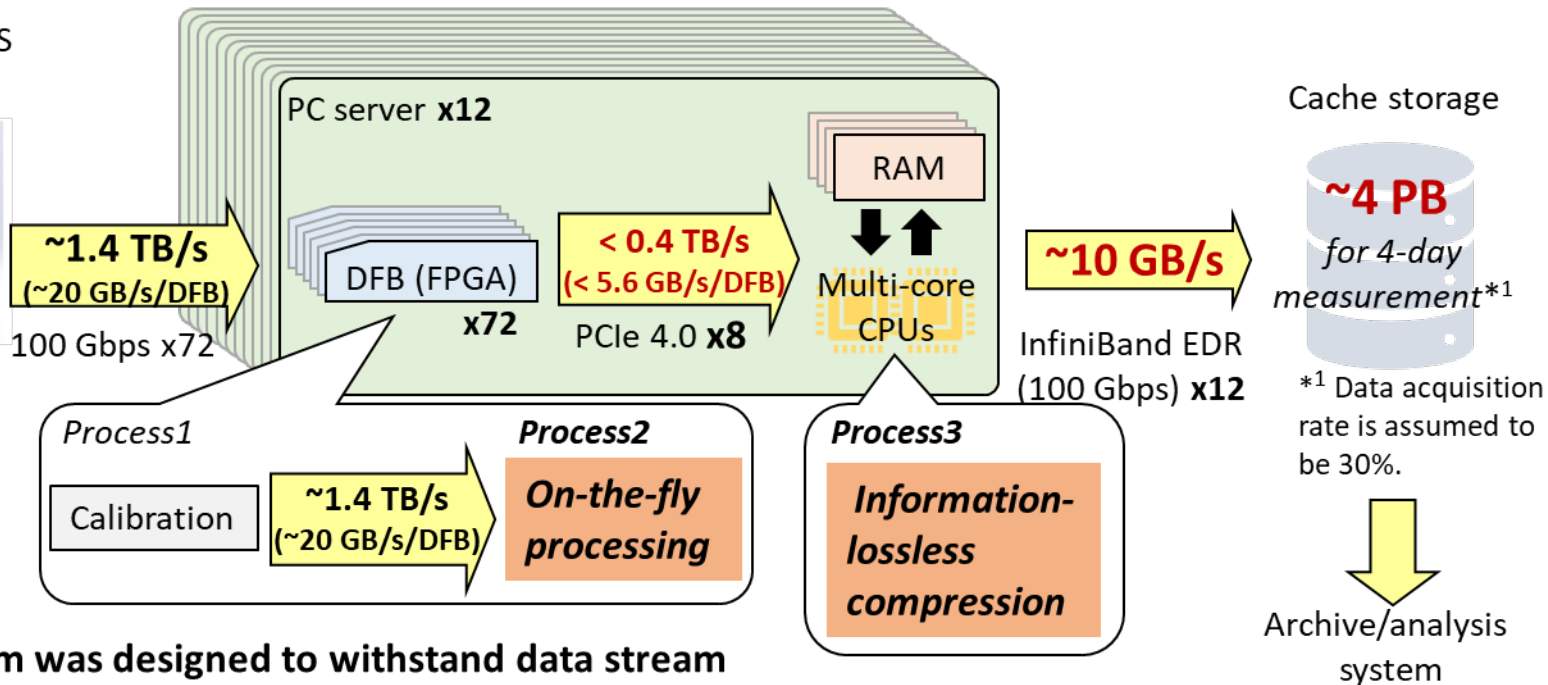 S
PC server x12
RAM
Cache storage
~1.4 TB/s
(~20 GB/s/DFB)
100 Gbps x72
DFB (FPGA)
x72
< 0.4 TB/s
(< 5.6 GB/s/DFB)
PCIe 4.0 x8
Multi-core
CPUs
~10 GB/s
InfiniBand EDR
(100 Gbps) x12
~4 PB
for 4-day
measurement*1
*1 Data acquisition
rate is assumed to
be 30%.
Process1
Calibration
~1.4 TB/s
(~20 GB/s/DFB)
Process2
On-the-fly
processing
Process3
Information-
lossless
compression
Archive/analysis
system
m was designed to withstand data stream